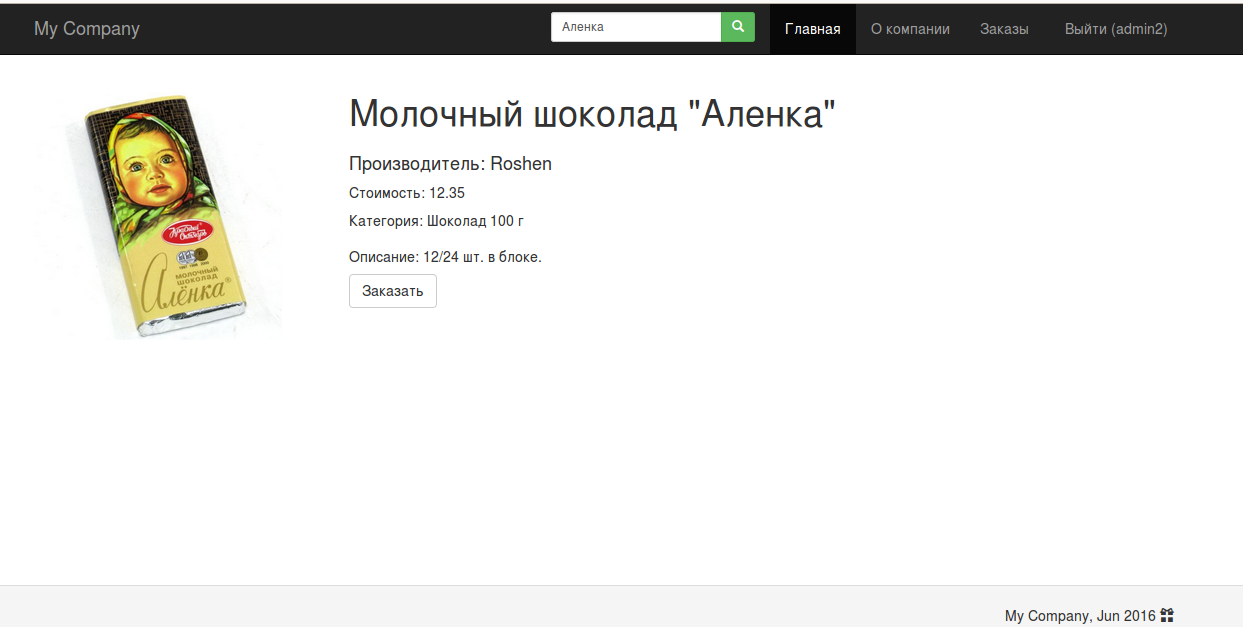 My Company
Аленка
Главная
О компании
Заказы
Выйти (admin2)
Молочный шоколад "Аленка"
Производитель: Roshen
Стоимость: 12.35
Категория: Шоколад 100 г
Описание: 12/24 шт. в блоке.
Заказать
Красный
Октябрь
молочный
шоколад
Алёнка
My Company, Jun 2016